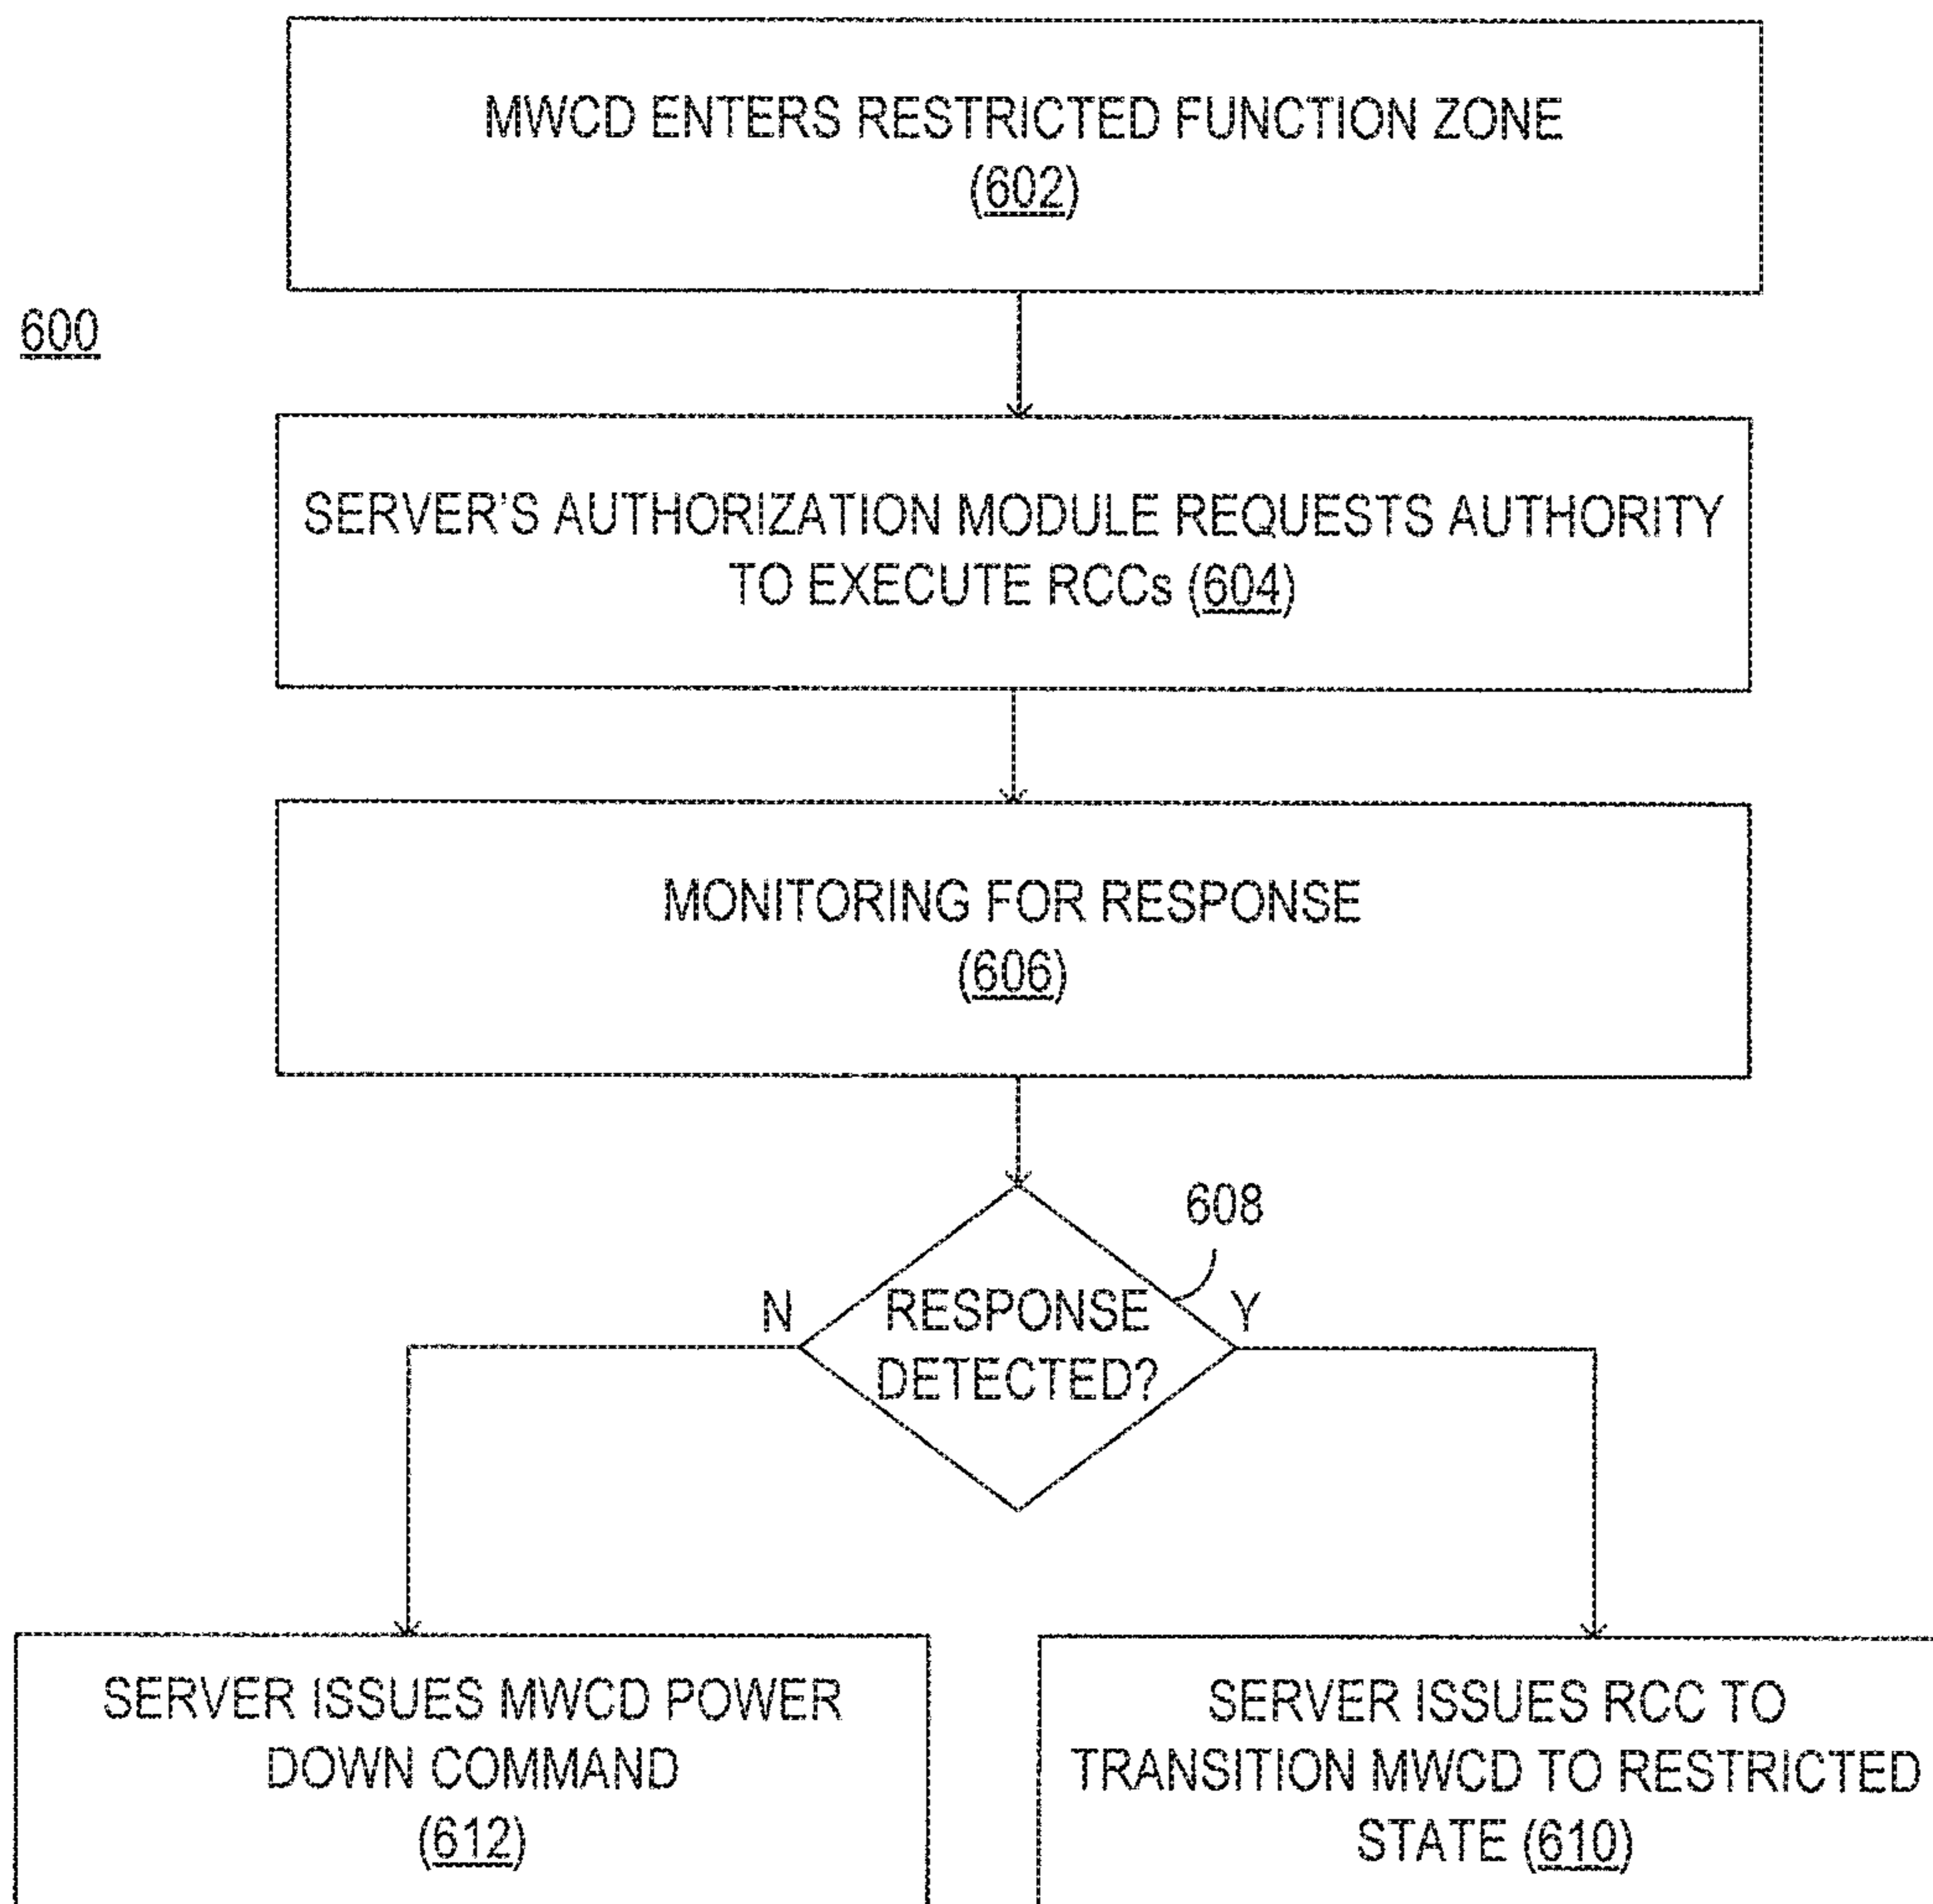 MWCD ENTERS RESTRICTED FUNCTION ZONE
(602)
600
SERVER'S AUTHORIZATION MODULE REQUESTS AUTHORITY
TO EXECUTE RCCs (604)
MONITORING FOR RESPONSE
(606)
608
N
RESPONSE
DETECTED?
Y
SERVER ISSUES MWCD POWER
DOWN COMMAND
(612)
SERVER ISSUES RCC TO
TRANSITION MWCD TO RESTRICTED
STATE (610)